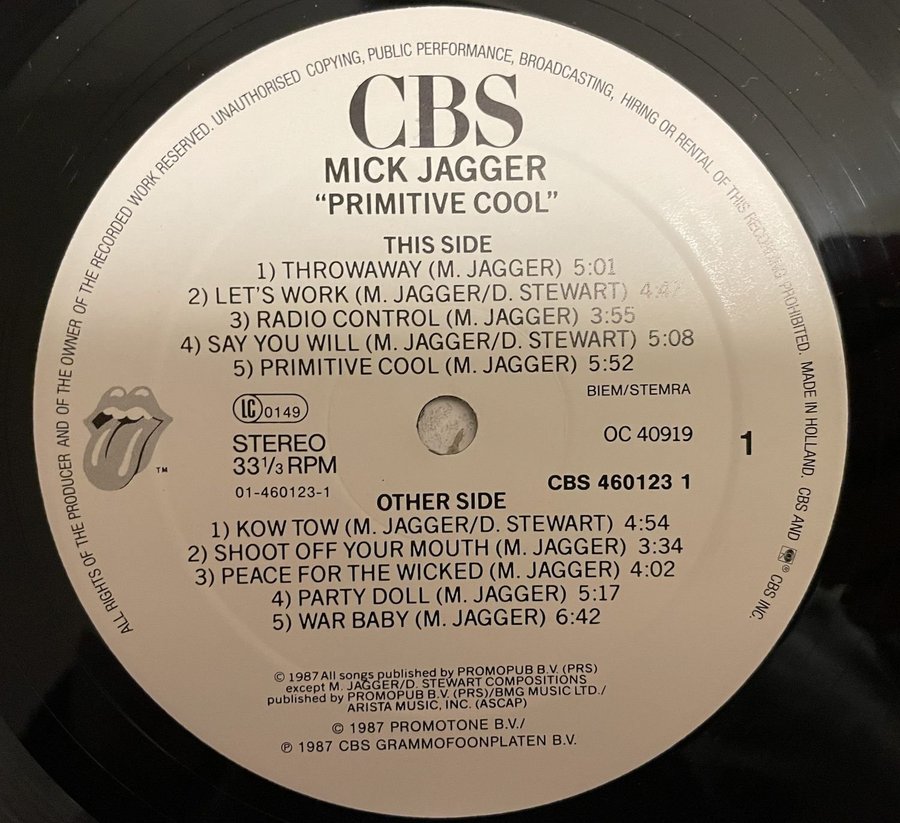 ALL RIGHTS OF THE PRODUCER AND OF THE OWNER OF THE RECORDED WORK RESERVED. UNAUTHORISED COPYING, PUBLIC PERFORMANCE, BROADCASTING, HIRING OR RENTAL OF THIS RECORDING PROHIBITED. MADE IN HOLLAND. CBS AND ® CBS INC.
CBS
MICK JAGGER
“PRIMITIVE COOL”
THIS SIDE
1) THROWAWAY (M. JAGGER) 5:01
2) LET'S WORK (M. JAGGER/D. STEWART)
3) RADIO CONTROL (M. JAGGER) 3:55
4) SAY YOU WILL (M. JAGGER/D. STEWART) 5:08
5) PRIMITIVE COOL (M. JAGGER) 5:52
BIEM/STEMRA
LC 0149
STEREO
33 1/3 RPM
01-460123-1
TM
OC 40919
1
CBS 460123 1
OTHER SIDE
1) KOW TOW (M. JAGGER/D. STEWART) 4:54
2) SHOOT OFF YOUR MOUTH (M. JAGGER) 3:34
3) PEACE FOR THE WICKED (M. JAGGER) 4:02
4) PARTY DOLL (M. JAGGER) 5:17
5) WAR BABY (M. JAGGER) 6:42
© 1987 All songs published by PROMOPUB B.V. (PRS)
except M. JAGGER/D. STEWART COMPOSITIONS
published by PROMOPUB B.V. (PRS)/BMG MUSIC LTD./
ARISTA MUSIC, INC. (ASCAP)
© 1987 PROMOTONE B.V./
℗ 1987 CBS GRAMMOFOONPLATEN B.V.